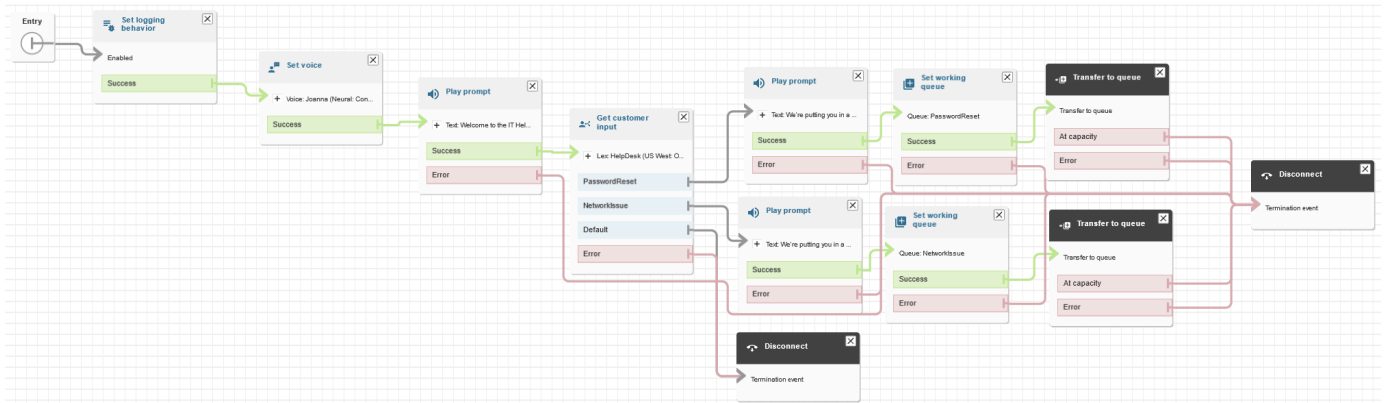 Entry
Set logging
behavior
Enabled
Success
Set voice
Voice: Joanna (Neural: Con...
Success
Play prompt
Text: Welcome to the IT Hel...
Success
Error
Get customer
input
Lex: HelpDesk (US West: O...
PasswordReset
NetworkIssue
Default
Error
Play prompt
Text: We're putting you in a ...
Success
Error
Set working
queue
Queue: PasswordReset
Success
Error
Transfer to queue
Transfer to queue
At capacity
Error
Play prompt
Text: We're putting you in a ...
Success
Error
Set working
queue
Queue: NetworkIssue
Success
Error
Transfer to queue
Transfer to queue
At capacity
Error
Disconnect
Termination event
Disconnect
Termination event